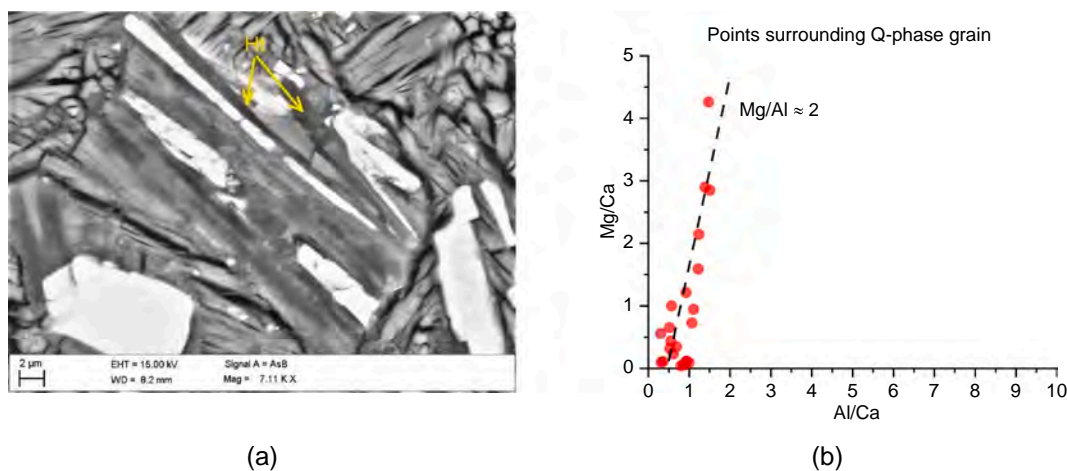 Ht
2 μm
EHT = 15.00 kV
Signal A = AsB
WD = 8.2 mm
Mag = 7.11 K X
(a)
Points surrounding Q-phase grain
Mg/Al ≈ 2
Mg/Ca
5
4
3
2
1
0
0 1 2 3 4 5 6 7 8 9 10
Al/Ca
(b)